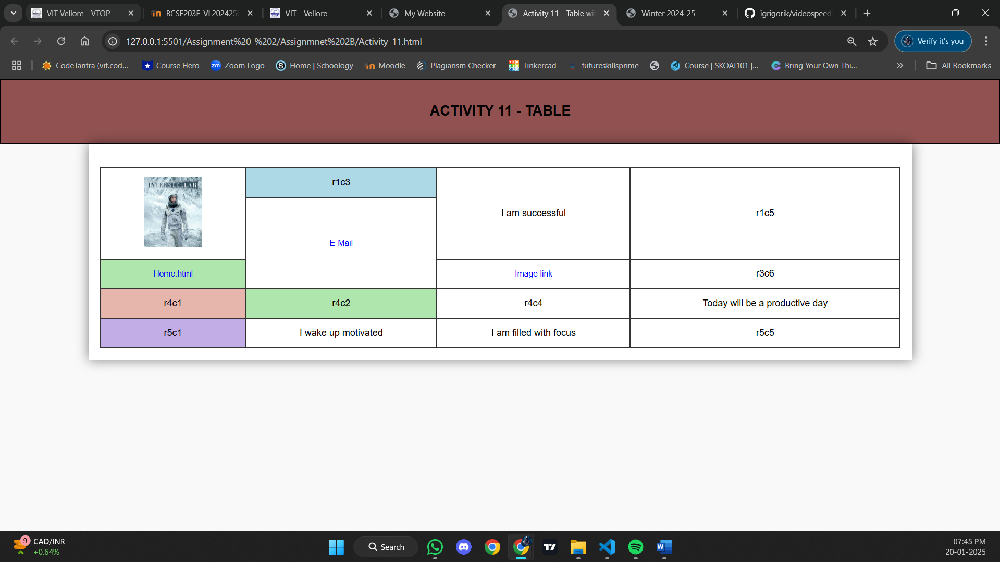 VIT Vellore - VTOP
BCSE203E_VL202425
VIT - Vellore
My Website
Activity 11 - Table wi
Winter 2024-25
igrigorik/videospeed
127.0.0.1:5501/Assignment%20-%202/Assignmnet%202B/Activity_11.html
Verify it's you
CodeTantra (vit.cod...
Course Hero
zm Zoom Logo
S Home | Schoology
Moodle
Plagiarism Checker
Tinkercad
futureskillsprime
Course | SKOAI101 |...
Bring Your Own Thi...
All Bookmarks
ACTIVITY 11 - TABLE
INTERSTELLAR
r1c3
I am successful
r1c5
E-Mail
Home.html
Image link
r3c6
r4c1
r4c2
r4c4
Today will be a productive day
r5c1
I wake up motivated
I am filled with focus
r5c5
9
CAD/INR
+0.64%
Search
07:45 PM
20-01-2025